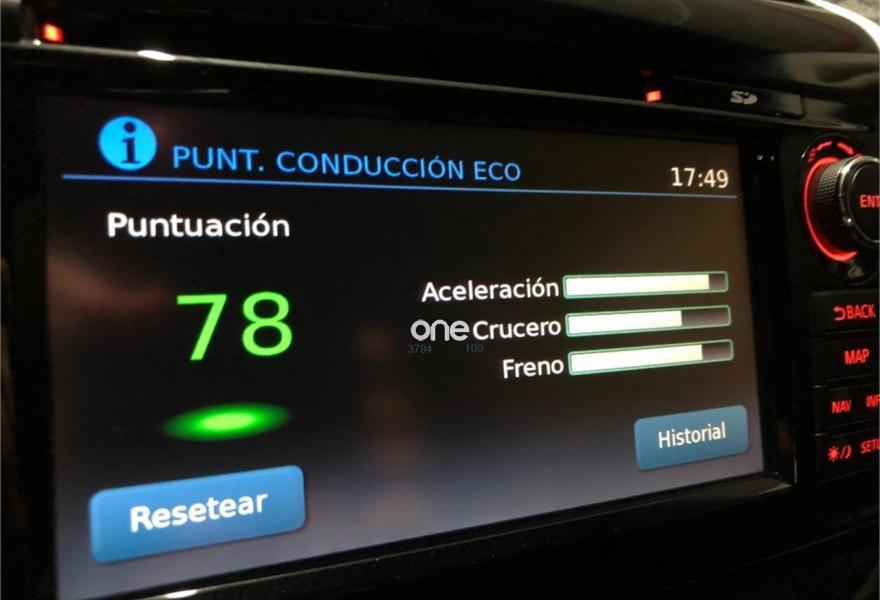 SD
i PUNT. CONDUCCIÓN ECO 17:49
Puntuación
78
Aceleración
Crucero
Freno
one
3794 100
Historial
Resetear
ENT
BACK
MAP
NAV INF
SETU